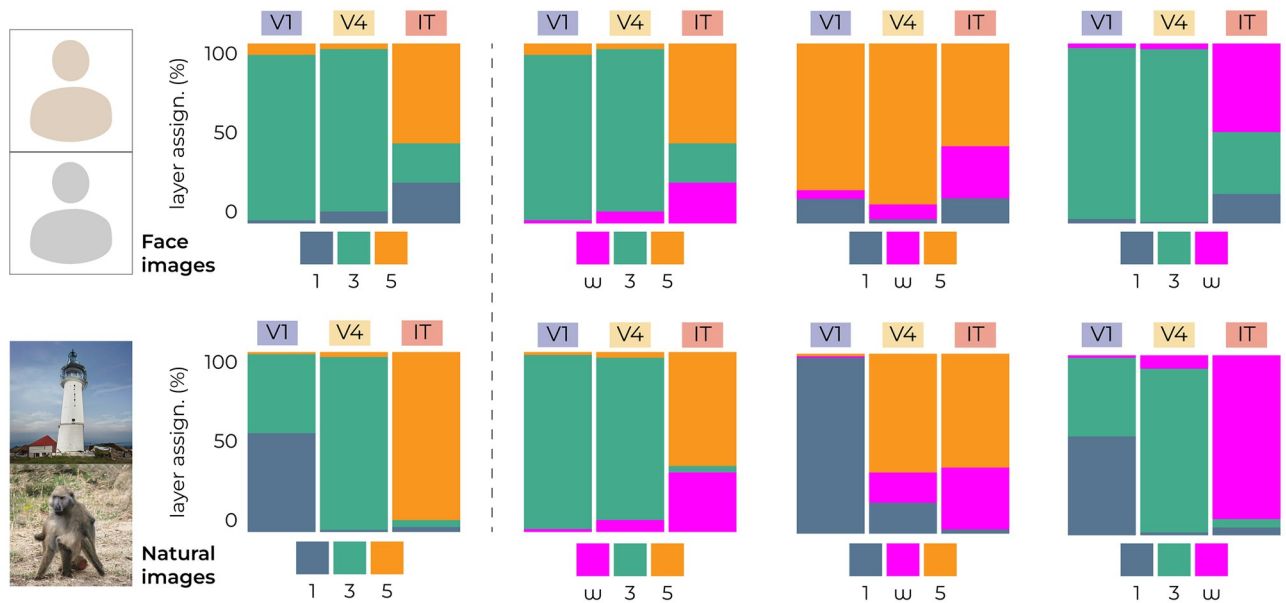 V1 V4 IT V1 V4 IT V1 V4 IT V1 V4 IT
layer assign. (%)
100
50
0
Face
images
1 3 5 w 3 5 1 w 5 1 3 w
V1 V4 IT V1 V4 IT V1 V4 IT V1 V4 IT
layer assign. (%)
100
50
0
Natural
images
1 3 5 w 3 5 1 w 5 1 3 w